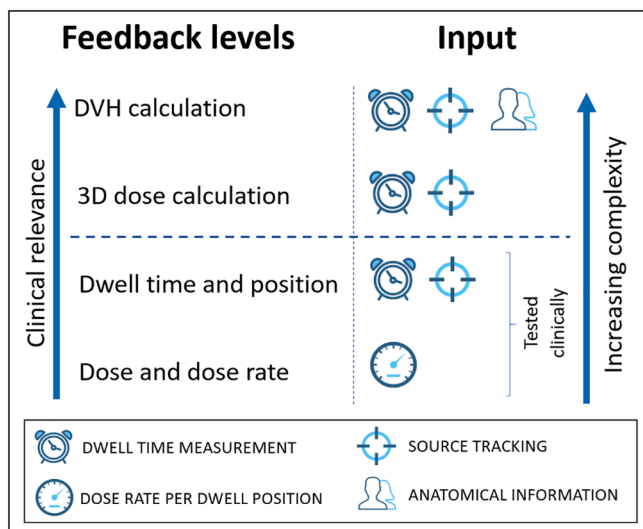 Feedback levels
Input
DVH calculation
3D dose calculation
Dwell time and position
Dose and dose rate
Clinical relevance
Tested
clinically
Increasing complexity
DWELL TIME MEASUREMENT
SOURCE TRACKING
DOSE RATE PER DWELL POSITION
ANATOMICAL INFORMATION